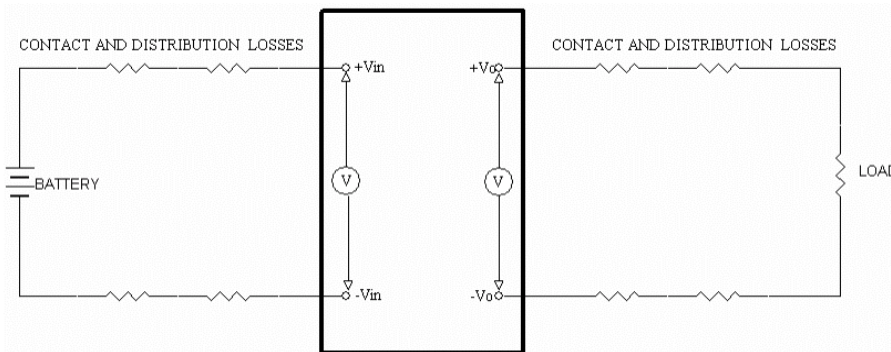 CONTACT AND DISTRIBUTION LOSSES
CONTACT AND DISTRIBUTION LOSSES
+Vin
+Vo
BATTERY
V
V
LOAD
-Vin
-Vo